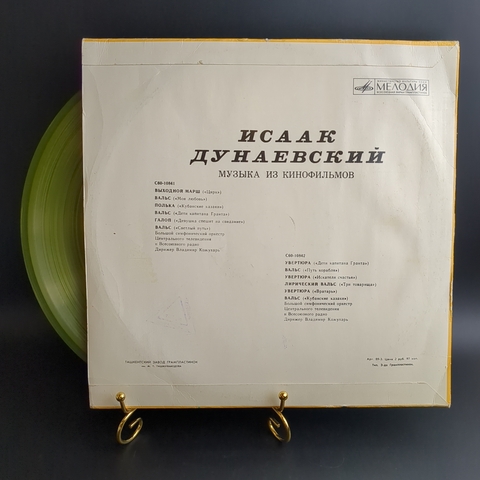 МЕЛОДИЯ
ИСААК
ДУНАЕВСКИЙ
МУЗЫКА ИЗ КИНОФИЛЬМОВ
ВЫХОДНОЙ МАРШ («Цирк»)
ВАЛЬС («Моя любовь»)
ПОЛЬКА («Кубанские казаки»)
ВАЛЬС («Дети капитана Гранта»)
ГАЛОП («Девушка спешит на свидание»)
ВАЛЬС («Светлый путь»)
Большой симфонический оркестр
Центрального телевидения
и Всесоюзного радио
Дирижер Владимир
УВЕРТЮРА («Дети капитана Гранта»)
ВАЛЬС («Путь корабля»)
УВЕРТЮРА («Искатели счастья»)
ЛИРИЧЕСКИЙ ВАЛЬС («Три товарища»)
УВЕРТЮРА («Вратарь»)
ВАЛЬС («Кубанские казаки»)
Большой симфонический оркестр
Центрального телевидения
и Всесоюзного радио
Дирижер Владимир
ТАШКЕНТСКИЙ ЗАВОД ГРАМПЛАСТИНОК